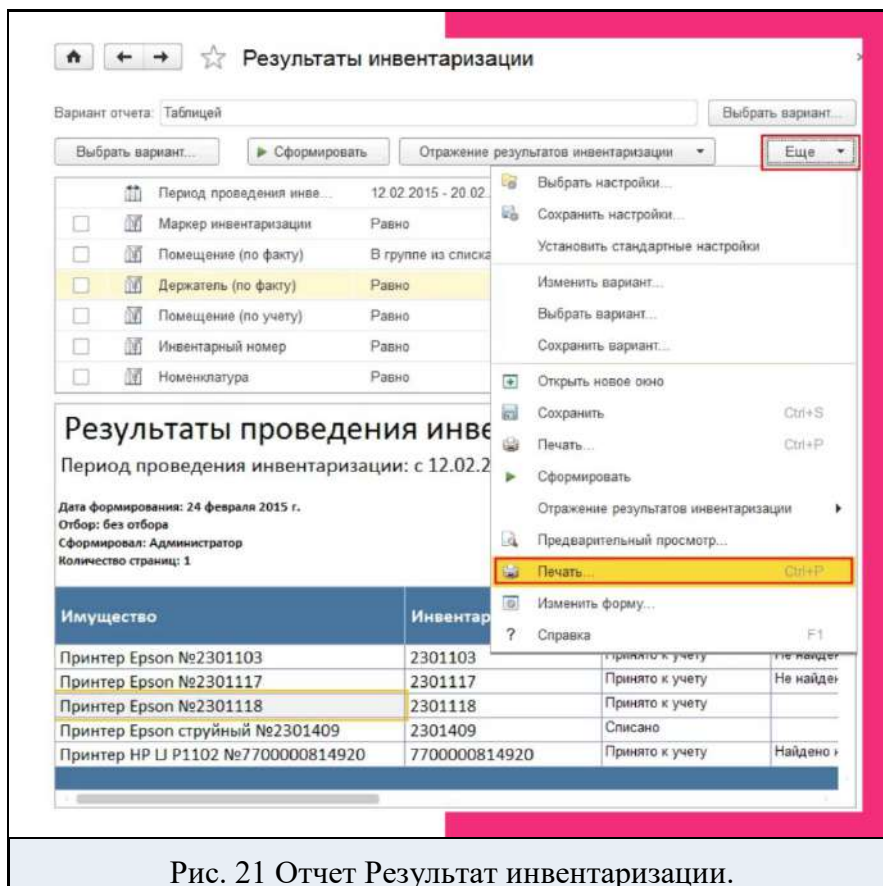 Результаты инвентаризации
Вариант отчета: Таблицей
Выбрать вариант...
Выбрать вариант...
Сформировать
Отражение результатов инвентаризации
Еще
Период проведения инве...
12.02.2015 - 20.02.
Маркер инвентаризации
Равно
Помещение (по факту)
В группе из списка
Держатель (по факту)
Равно
Помещение (по учету)
Равно
Инвентарный номер
Равно
Номенклатура
Равно
Выбрать настройки...
Сохранить настройки...
Установить стандартные настройки
Изменить вариант...
Выбрать вариант...
Сохранить вариант...
Открыть новое окно
Сохранить Ctrl+S
Печать... Ctrl+P
Сформировать
Отражение результатов инвентаризации
Предварительный просмотр...
Печать... Ctrl+P
Изменить форму...
? Справка F1
Результаты проведения инве
Период проведения инвентаризации: с 12.02.2
Дата формирования: 24 февраля 2015 г.
Отбор: без отбора
Сформировал: Администратор
Количество страниц: 1
Имущество Инвентар
Принтер Epson №2301103 2301103 Принято к учету Не найден
Принтер Epson №2301117 2301117 Принято к учету Не найден
Принтер Epson №2301118 2301118 Принято к учету
Принтер Epson струйный №2301409 2301409 Списано
Принтер HP LJ P1102 №7700000814920 7700000814920 Принято к учету Найдено н
Рис. 21 Отчет Результат инвентаризации.